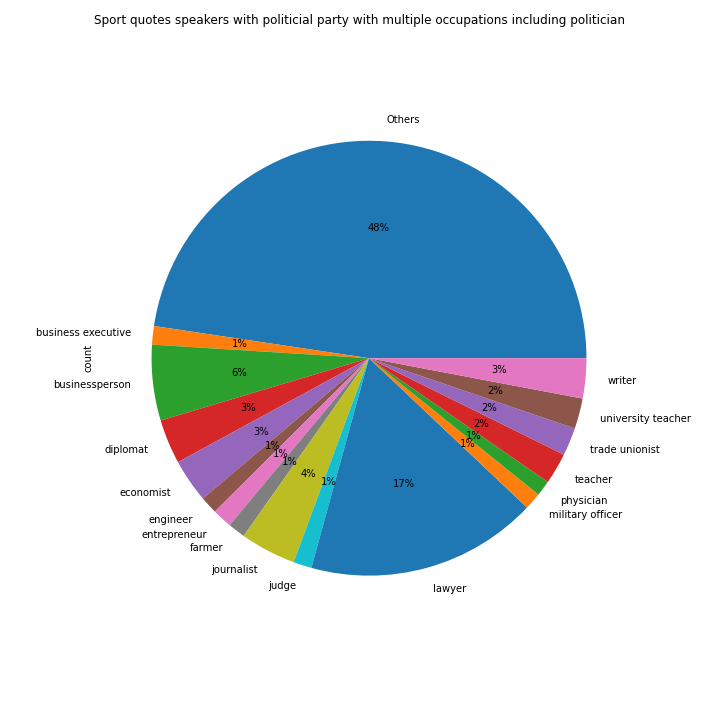 Sport quotes speakers with politicial party with multiple occupations including politician
Others
48%
business executive
1%
count
businessperson
6%
diplomat
3%
economist
3%
engineer
1%
entrepreneur
1%
farmer
1%
journalist
4%
judge
1%
lawyer
17%
military officer
1%
physician
1%
teacher
2%
trade unionist
2%
university teacher
2%
writer
3%